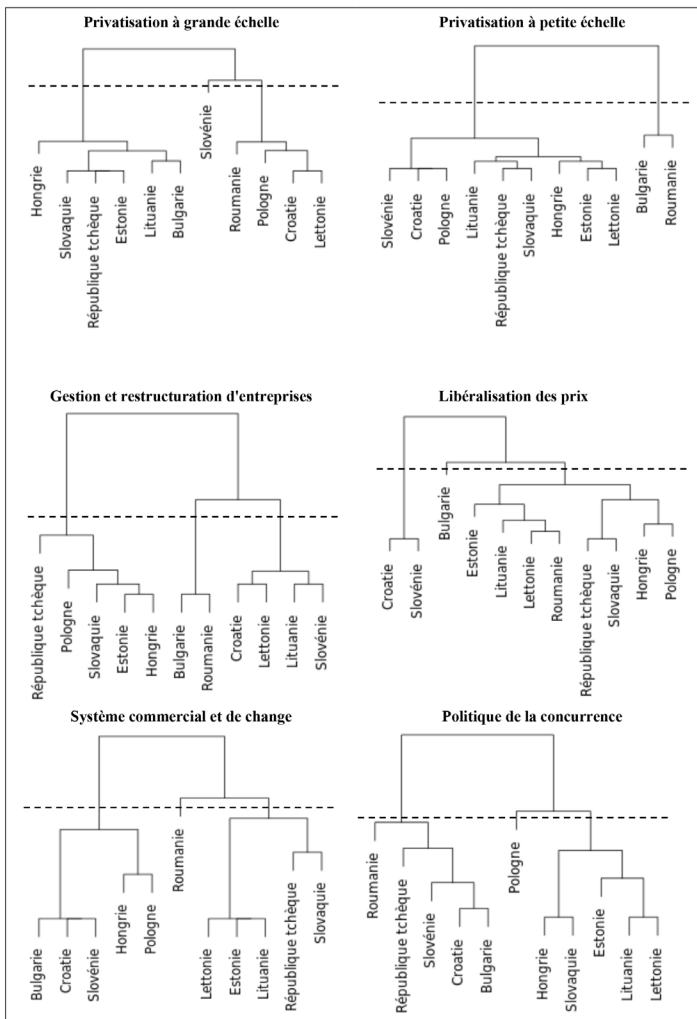 Privatisation à grande échelle
Hongrie
Slovaquie
République tchèque
Estonie
Lituanie
Bulgarie
Slovénie
Roumanie
Pologne
Croatie
Lettonie
Privatisation à petite échelle
Slovénie
Croatie
Pologne
Lituanie
République tchèque
Slovaquie
Hongrie
Estonie
Lettonie
Bulgarie
Roumanie
Gestion et restructuration d'entreprises
République tchèque
Pologne
Slovaquie
Estonie
Hongrie
Bulgarie
Roumanie
Croatie
Lettonie
Lituanie
Slovénie
Libéralisation des prix
Croatie
Slovénie
Bulgarie
Estonie
Lituanie
Lettonie
Roumanie
République tchèque
Slovaquie
Hongrie
Pologne
Système commercial et de change
Bulgarie
Croatie
Slovénie
Hongrie
Pologne
Roumanie
Lettonie
Estonie
Lituanie
République tchèque
Slovaquie
Politique de la concurrence
Roumanie
République tchèque
Slovénie
Croatie
Bulgarie
Pologne
Hongrie
Slovaquie
Estonie
Lituanie
Lettonie